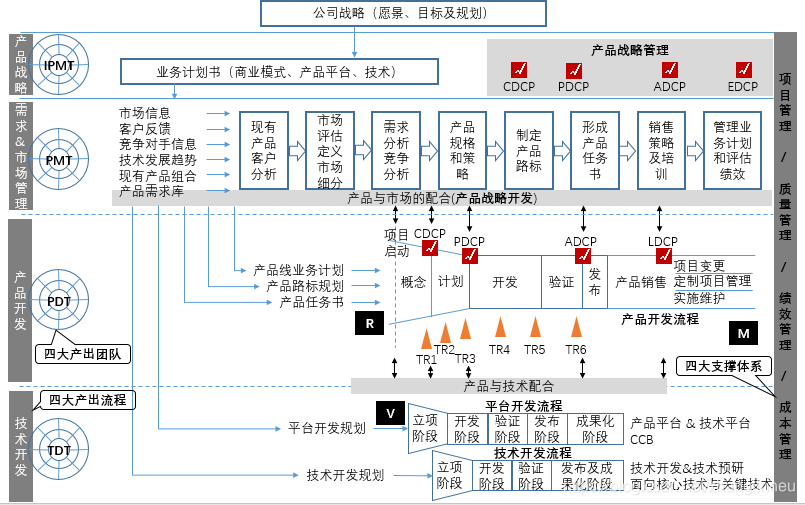 公司战略（愿景、目标及规划）
产品战略
IPMT
产品战略管理
CDCP
PDCP
ADCP
EDCP
业务计划书（商业模式、产品平台、技术）
需求&市场管理
PMT
市场信息
客户反馈
竞争对手信息
技术发展趋势
现有产品组合
产品需求库
现有
产品
客户
分析
市场
评估
定义
市场
细分
需求
分析
竞争
分析
产品
规格
和策
略
制定
产品
路标
形成
产品
任务
书
销售
策略
及培
训
管理业
务计划
和评估
绩效
产品与市场的配合(产品战略开发)
产品开发
PDT
四大产出团队
项目
启动
CDCP
PDCP
ADCP
LDCP
产品线业务计划
产品路标规划
产品任务书
概念
计划
开发
验证
发
布
产品销售
项目变更
定制项目管理
实施维护
产品开发流程
R
M
TR1
TR2
TR3
TR4
TR5
TR6
四大支撑体系
产品与技术配合
技术开发
四大产出流程
TDT
V
平台开发规划
平台开发流程
立项
阶段
开发
阶段
验证
阶段
发布
阶段
成果化
阶段
产品平台 & 技术平台
CCB
技术开发规划
技术开发流程
立项
阶段
开发
阶段
验证
阶段
发布及成
果化阶段
技术开发&技术预研
面向核心技术与关键技术
项目管理 / 质量管理 / 绩效管理 / 成本管理